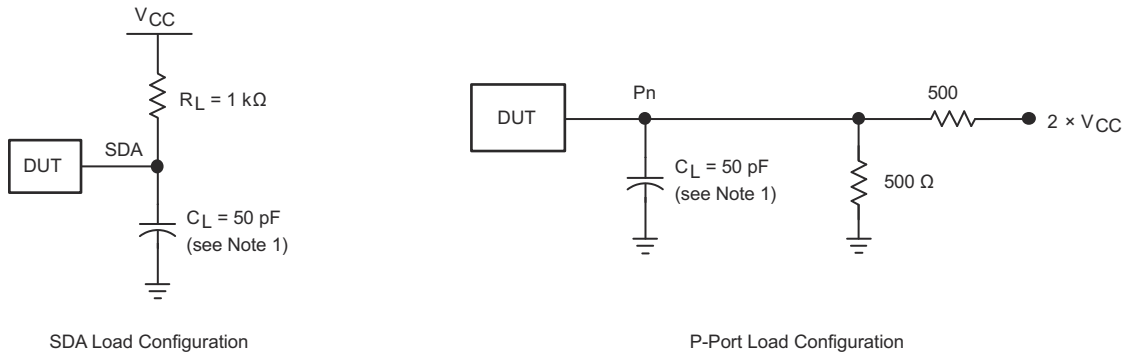 VCC
RL = 1 kΩ
DUT
SDA
CL = 50 pF
(see Note 1)
SDA Load Configuration
DUT
Pn
500
2 × VCC
CL = 50 pF
(see Note 1)
500 Ω
P-Port Load Configuration